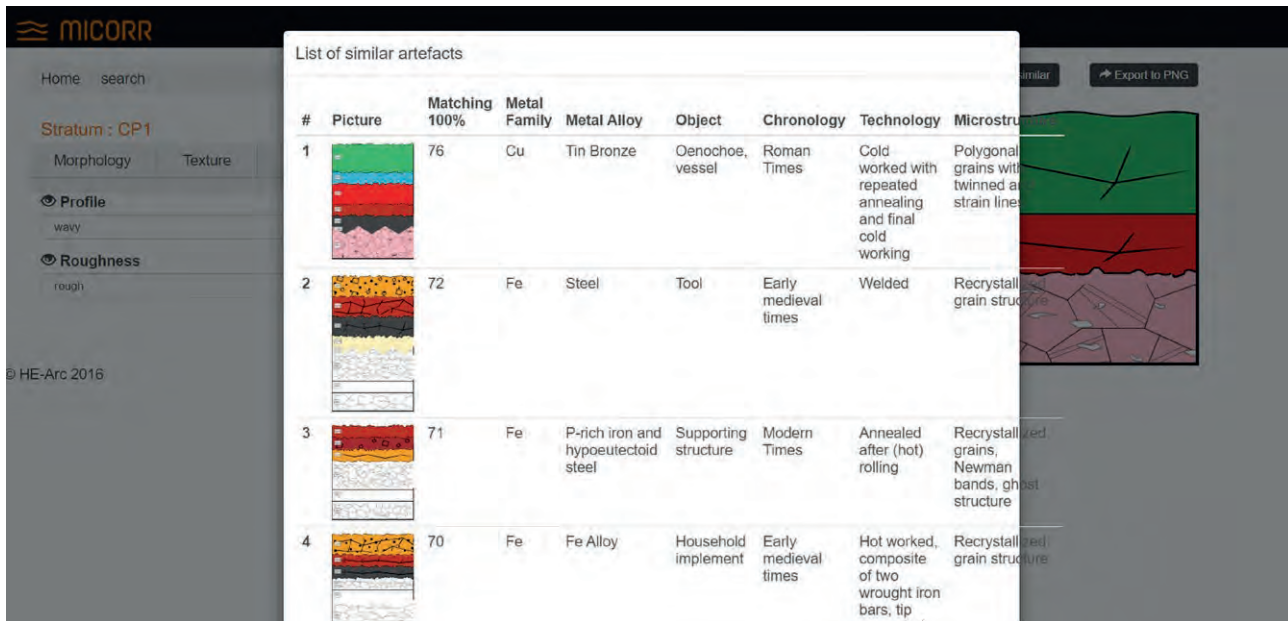 MICORR
List of similar artefacts
Home search
similar
Export to PNG
# Picture Matching 100% Metal Family Metal Alloy Object Chronology Technology Microstructure
Stratum : CP1
Morphology Texture
Profile
wavy
Roughness
rough
© HE-Arc 2016
1 76 Cu Tin Bronze Oenochoe, vessel Roman Times Cold worked with repeated annealing and final cold working Polygonal grains with twinned and strain lines
2 72 Fe Steel Tool Early medieval times Welded Recrystallized grain structure
3 71 Fe P-rich iron and hypoeutectoid steel Supporting structure Modern Times Annealed after (hot) rolling Recrystallized grains, Newman bands, ghost structure
4 70 Fe Fe Alloy Household implement Early medieval times Hot worked, composite of two wrought iron bars, tip Recrystallized grain structure